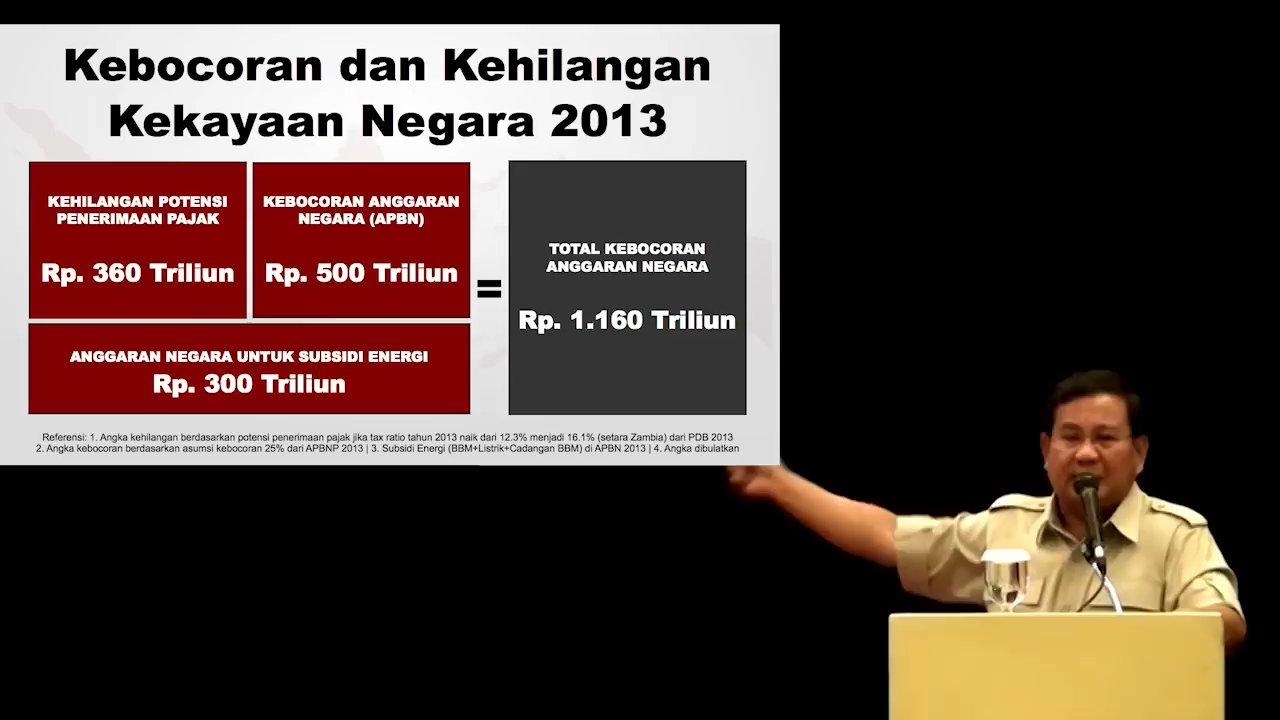 Kebocoran dan Kehilangan
Kekayaan Negara 2013
KEHILANGAN POTENSI
PENERIMAAN PAJAK
Rp. 360 Triliun
KEBOCORAN ANGGARAN
NEGARA (APBN)
Rp. 500 Triliun
ANGGARAN NEGARA UNTUK SUBSIDI ENERGI
Rp. 300 Triliun
=
TOTAL KEBOCORAN
ANGGARAN NEGARA
Rp. 1.160 Triliun
Referensi: 1. Angka kehilangan berdasarkan potensi penerimaan pajak jika tax ratio tahun 2013 naik dari 12.3% menjadi 16.1% (setara Zambia) dari PDB 2013
2. Angka kebocoran berdasarkan asumsi kebocoran 25% dari APBNP 2013 | 3. Subsidi Energi (BBM+Listrik+Cadangan BBM) di APBN 2013 | 4. Angka dibulatkan